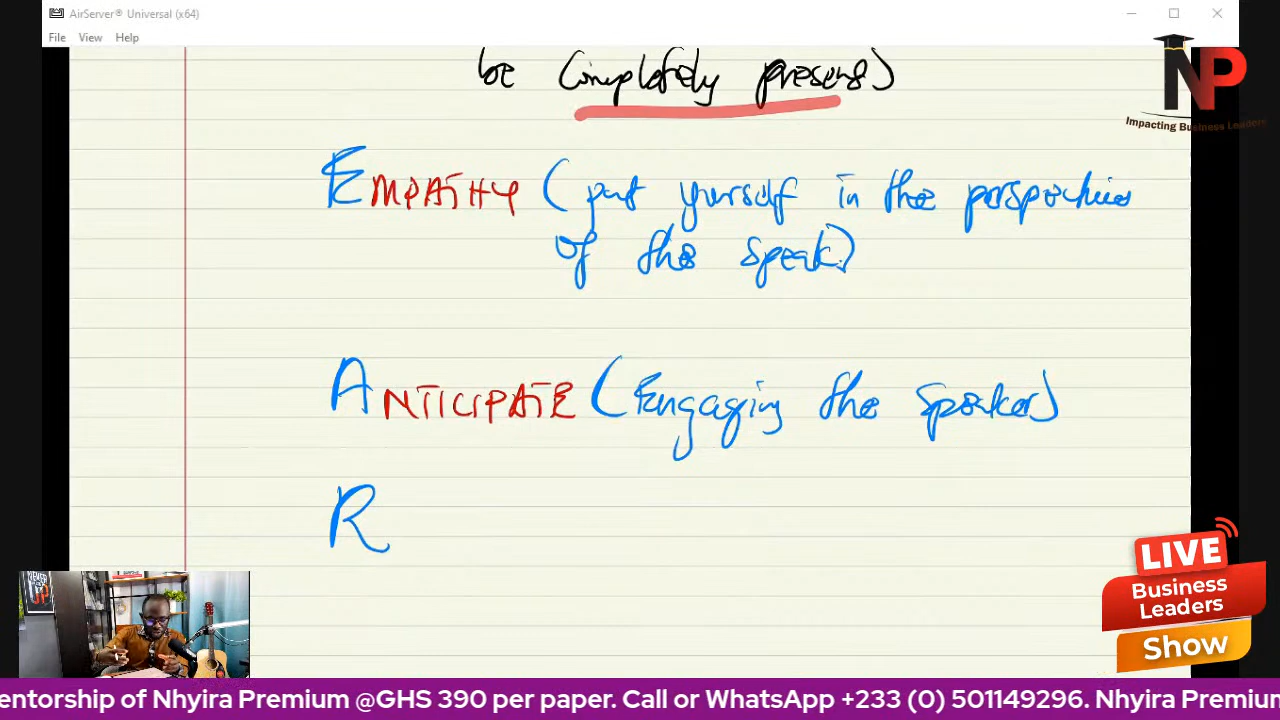 AirServer® Universal (x64)
File View Help
be completely present)
NP
Impacting Business Leaders
EMPATHY (put yourself in the perspective
of the speak)
ANTICIPATE (Engaging the speaker)
R
LIVE
Business
Leaders
Show
entorship of Nhyira Premium @GHS 390 per paper. Call or WhatsApp +233 (0) 501149296. Nhyira Premium